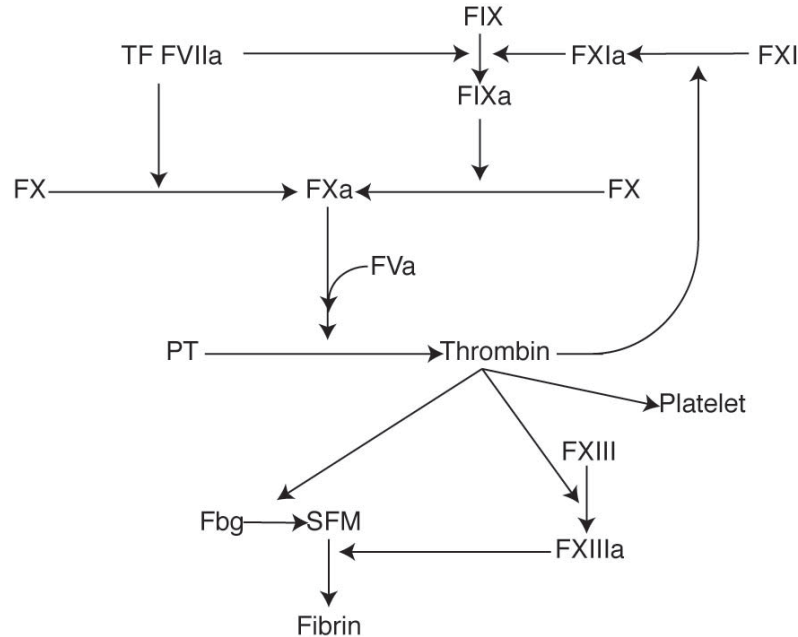 FIX
TF FVIIa
FXIa
FXI
FIXa
FX
FXa
FX
FVa
PT
Thrombin
Platelet
FXIII
Fbg
SFM
FXIIIa
Fibrin